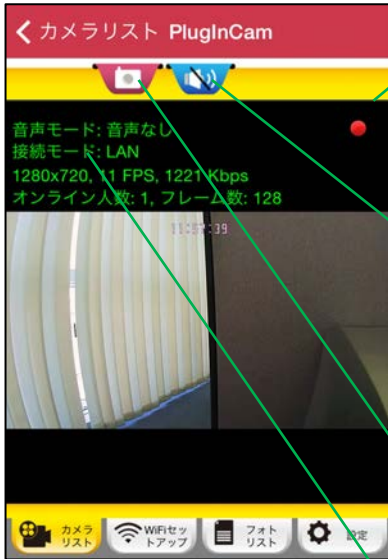 カメラリスト PlugInCam
音声モード: 音声なし
接続モード: LAN
1280x720, 11 FPS, 1221 Kbps
オンライン人数: 1, フレーム数: 128
11:57:39
カメラ
リスト
WiFiセッ
トアップ
フォト
リスト
設定